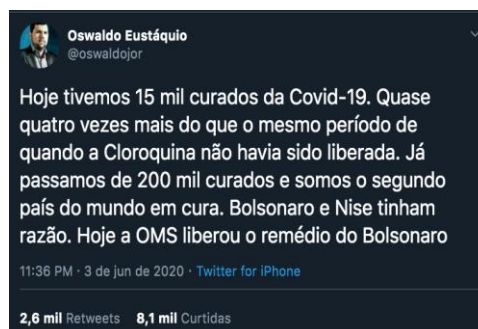 Oswaldo Eustáquio
@oswaldojor
Hoje tivemos 15 mil curados da Covid-19. Quase
quatro vezes mais do que o mesmo período de
quando a Cloroquina não havia sido liberada. Já
passamos de 200 mil curados e somos o segundo
país do mundo em cura. Bolsonaro e Nise tinham
razão. Hoje a OMS liberou o remédio do Bolsonaro
11:36 PM · 3 de jun de 2020 · Twitter for iPhone
2,6 mil Retweets 8,1 mil Curtidas